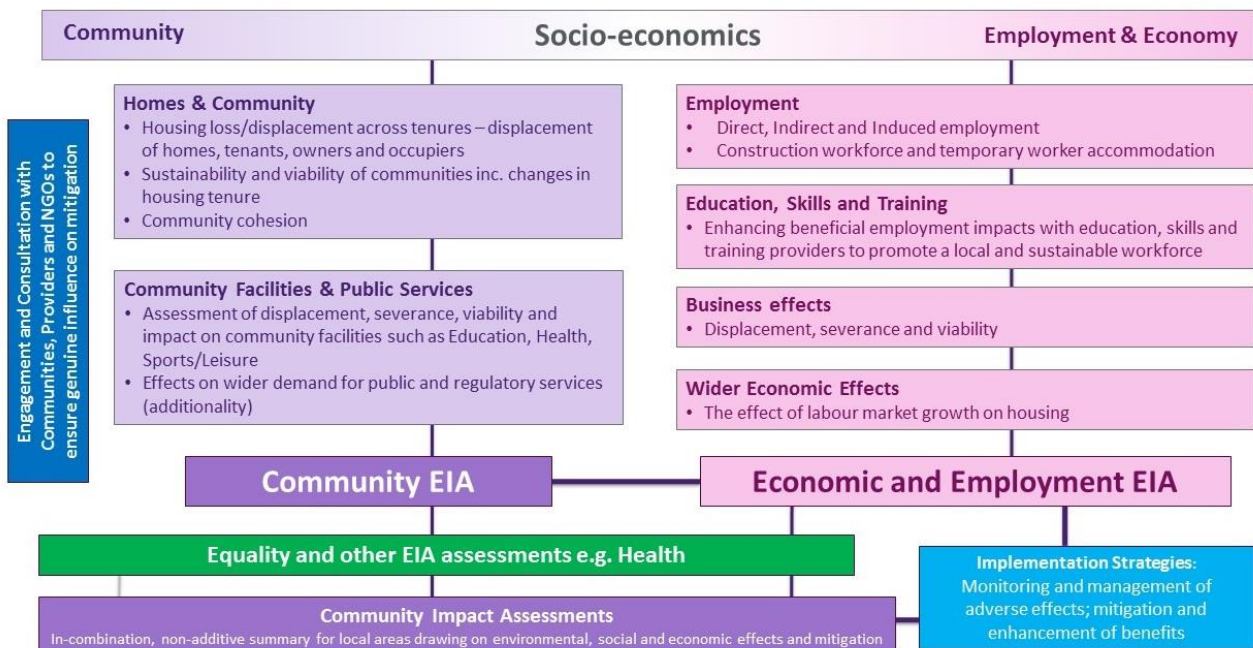 Community
Socio-economics
Employment & Economy
Engagement and Consultation with
Communities, Providers and NGOs to
ensure genuine influence on mitigation
Homes & Community
• Housing loss/displacement across tenures – displacement
of homes, tenants, owners and occupiers
• Sustainability and viability of communities inc. changes in
housing tenure
• Community cohesion
Community Facilities & Public Services
• Assessment of displacement, severance, viability and
impact on community facilities such as Education, Health,
Sports/Leisure
• Effects on wider demand for public and regulatory services
(additionality)
Employment
• Direct, Indirect and Induced employment
• Construction workforce and temporary worker accommodation
Education, Skills and Training
• Enhancing beneficial employment impacts with education, skills and
training providers to promote a local and sustainable workforce
Business effects
• Displacement, severance and viability
Wider Economic Effects
• The effect of labour market growth on housing
Community EIA
Economic and Employment EIA
Equality and other EIA assessments e.g. Health
Community Impact Assessments
In-combination, non-additive summary for local areas drawing on environmental, social and economic effects and mitigation
Implementation Strategies:
Monitoring and management of
adverse effects; mitigation and
enhancement of benefits